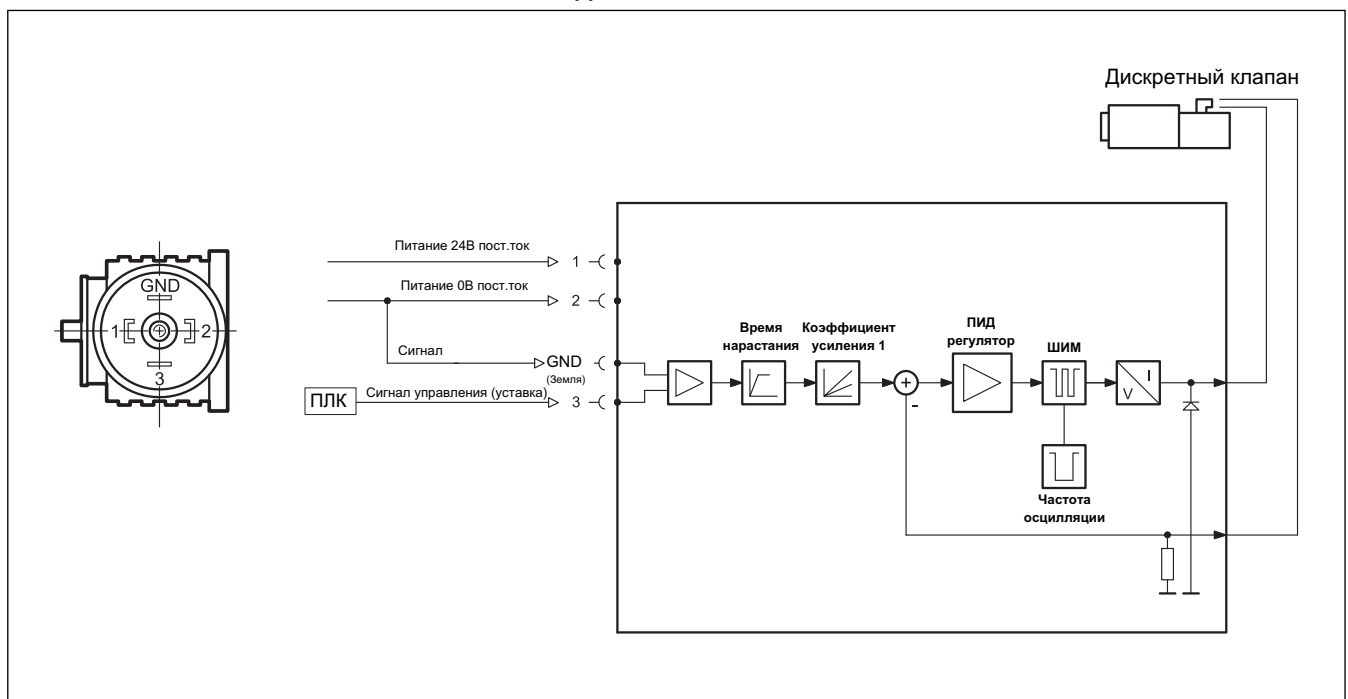 Дискретный клапан
Питание 24В пост.ток
1
Питание 0В пост.ток
2
GND
1
2
3
Сигнал
GND
(Земля)
ПЛК
Сигнал управления (уставка)
3
Время
нарастания
Коэффициент
усиления 1
+
-
ПИД
регулятор
ШИМ
I
V
Частота
осцилляции